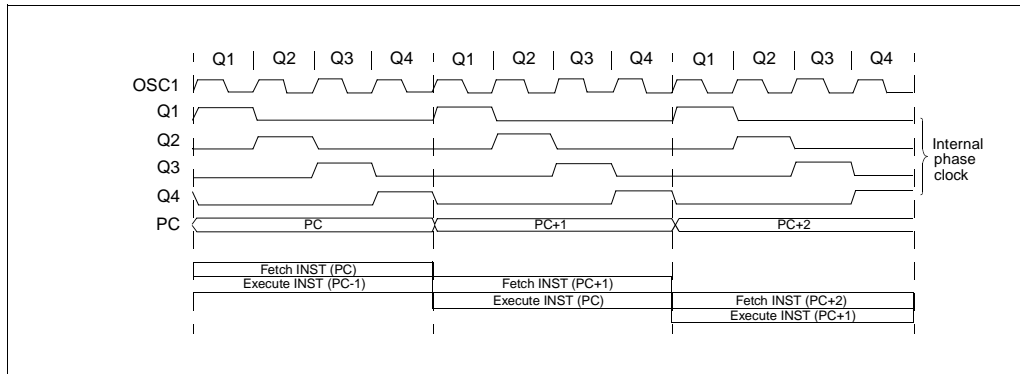 Q1 Q2 Q3 Q4 Q1 Q2 Q3 Q4 Q1 Q2 Q3 Q4
OSC1
Q1
Q2
Q3
Q4
Internal
phase
clock
PC PC PC+1 PC+2
Fetch INST (PC)
Execute INST (PC-1) Fetch INST (PC+1)
Execute INST (PC) Fetch INST (PC+2)
Execute INST (PC+1)